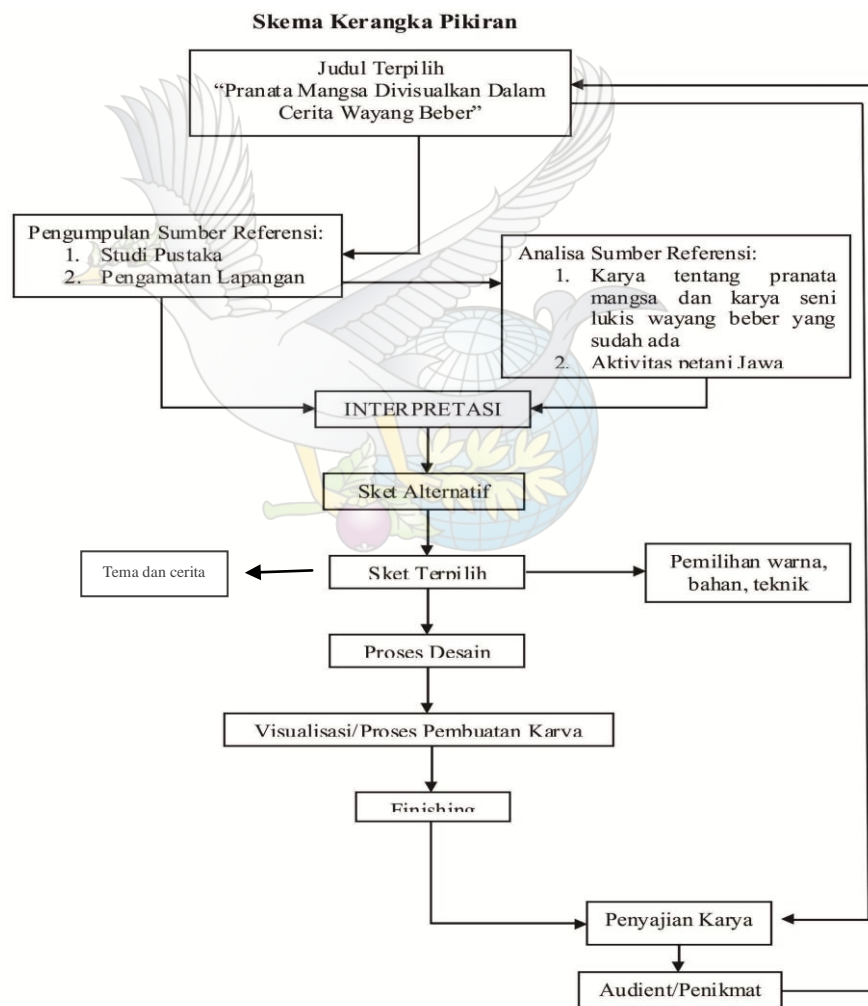 Skema Kerangka Pikiran
Judul Terpilih
“Pranata Mangsa Divisualkan Dalam
Cerita Wayang Beber”
Pengumpulan Sumber Referensi:
1. Studi Pustaka
2. Pengamatan Lapangan
Analisa Sumber Referensi:
1. Karya tentang pranata
mangsa dan karya seni
lukis wayang beber yang
sudah ada
2. Aktivitas petani Jawa
INTERPRETASI
Sket Alternatif
Tema dan cerita
Sket Terpilih
Pemilihan warna,
bahan, teknik
Proses Desain
Visualisasi/Proses Pembuatan Karya
Finishing
Penyajian Karya
Audient/Penikmat